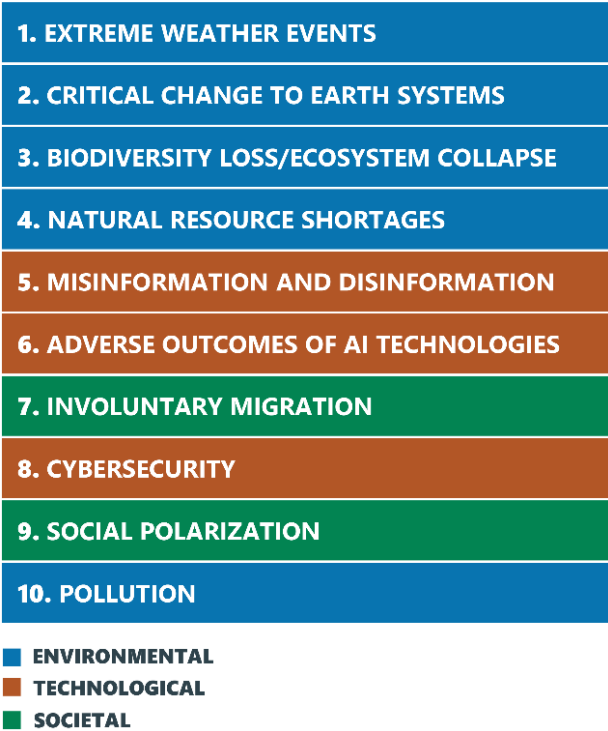 1. EXTREME WEATHER EVENTS
2. CRITICAL CHANGE TO EARTH SYSTEMS
3. BIODIVERSITY LOSS/ECOSYSTEM COLLAPSE
4. NATURAL RESOURCE SHORTAGES
5. MISINFORMATION AND DISINFORMATION
6. ADVERSE OUTCOMES OF AI TECHNOLOGIES
7. INVOLUNTARY MIGRATION
8. CYBERSECURITY
9. SOCIAL POLARIZATION
10. POLLUTION
ENVIRONMENTAL
TECHNOLOGICAL
SOCIETAL